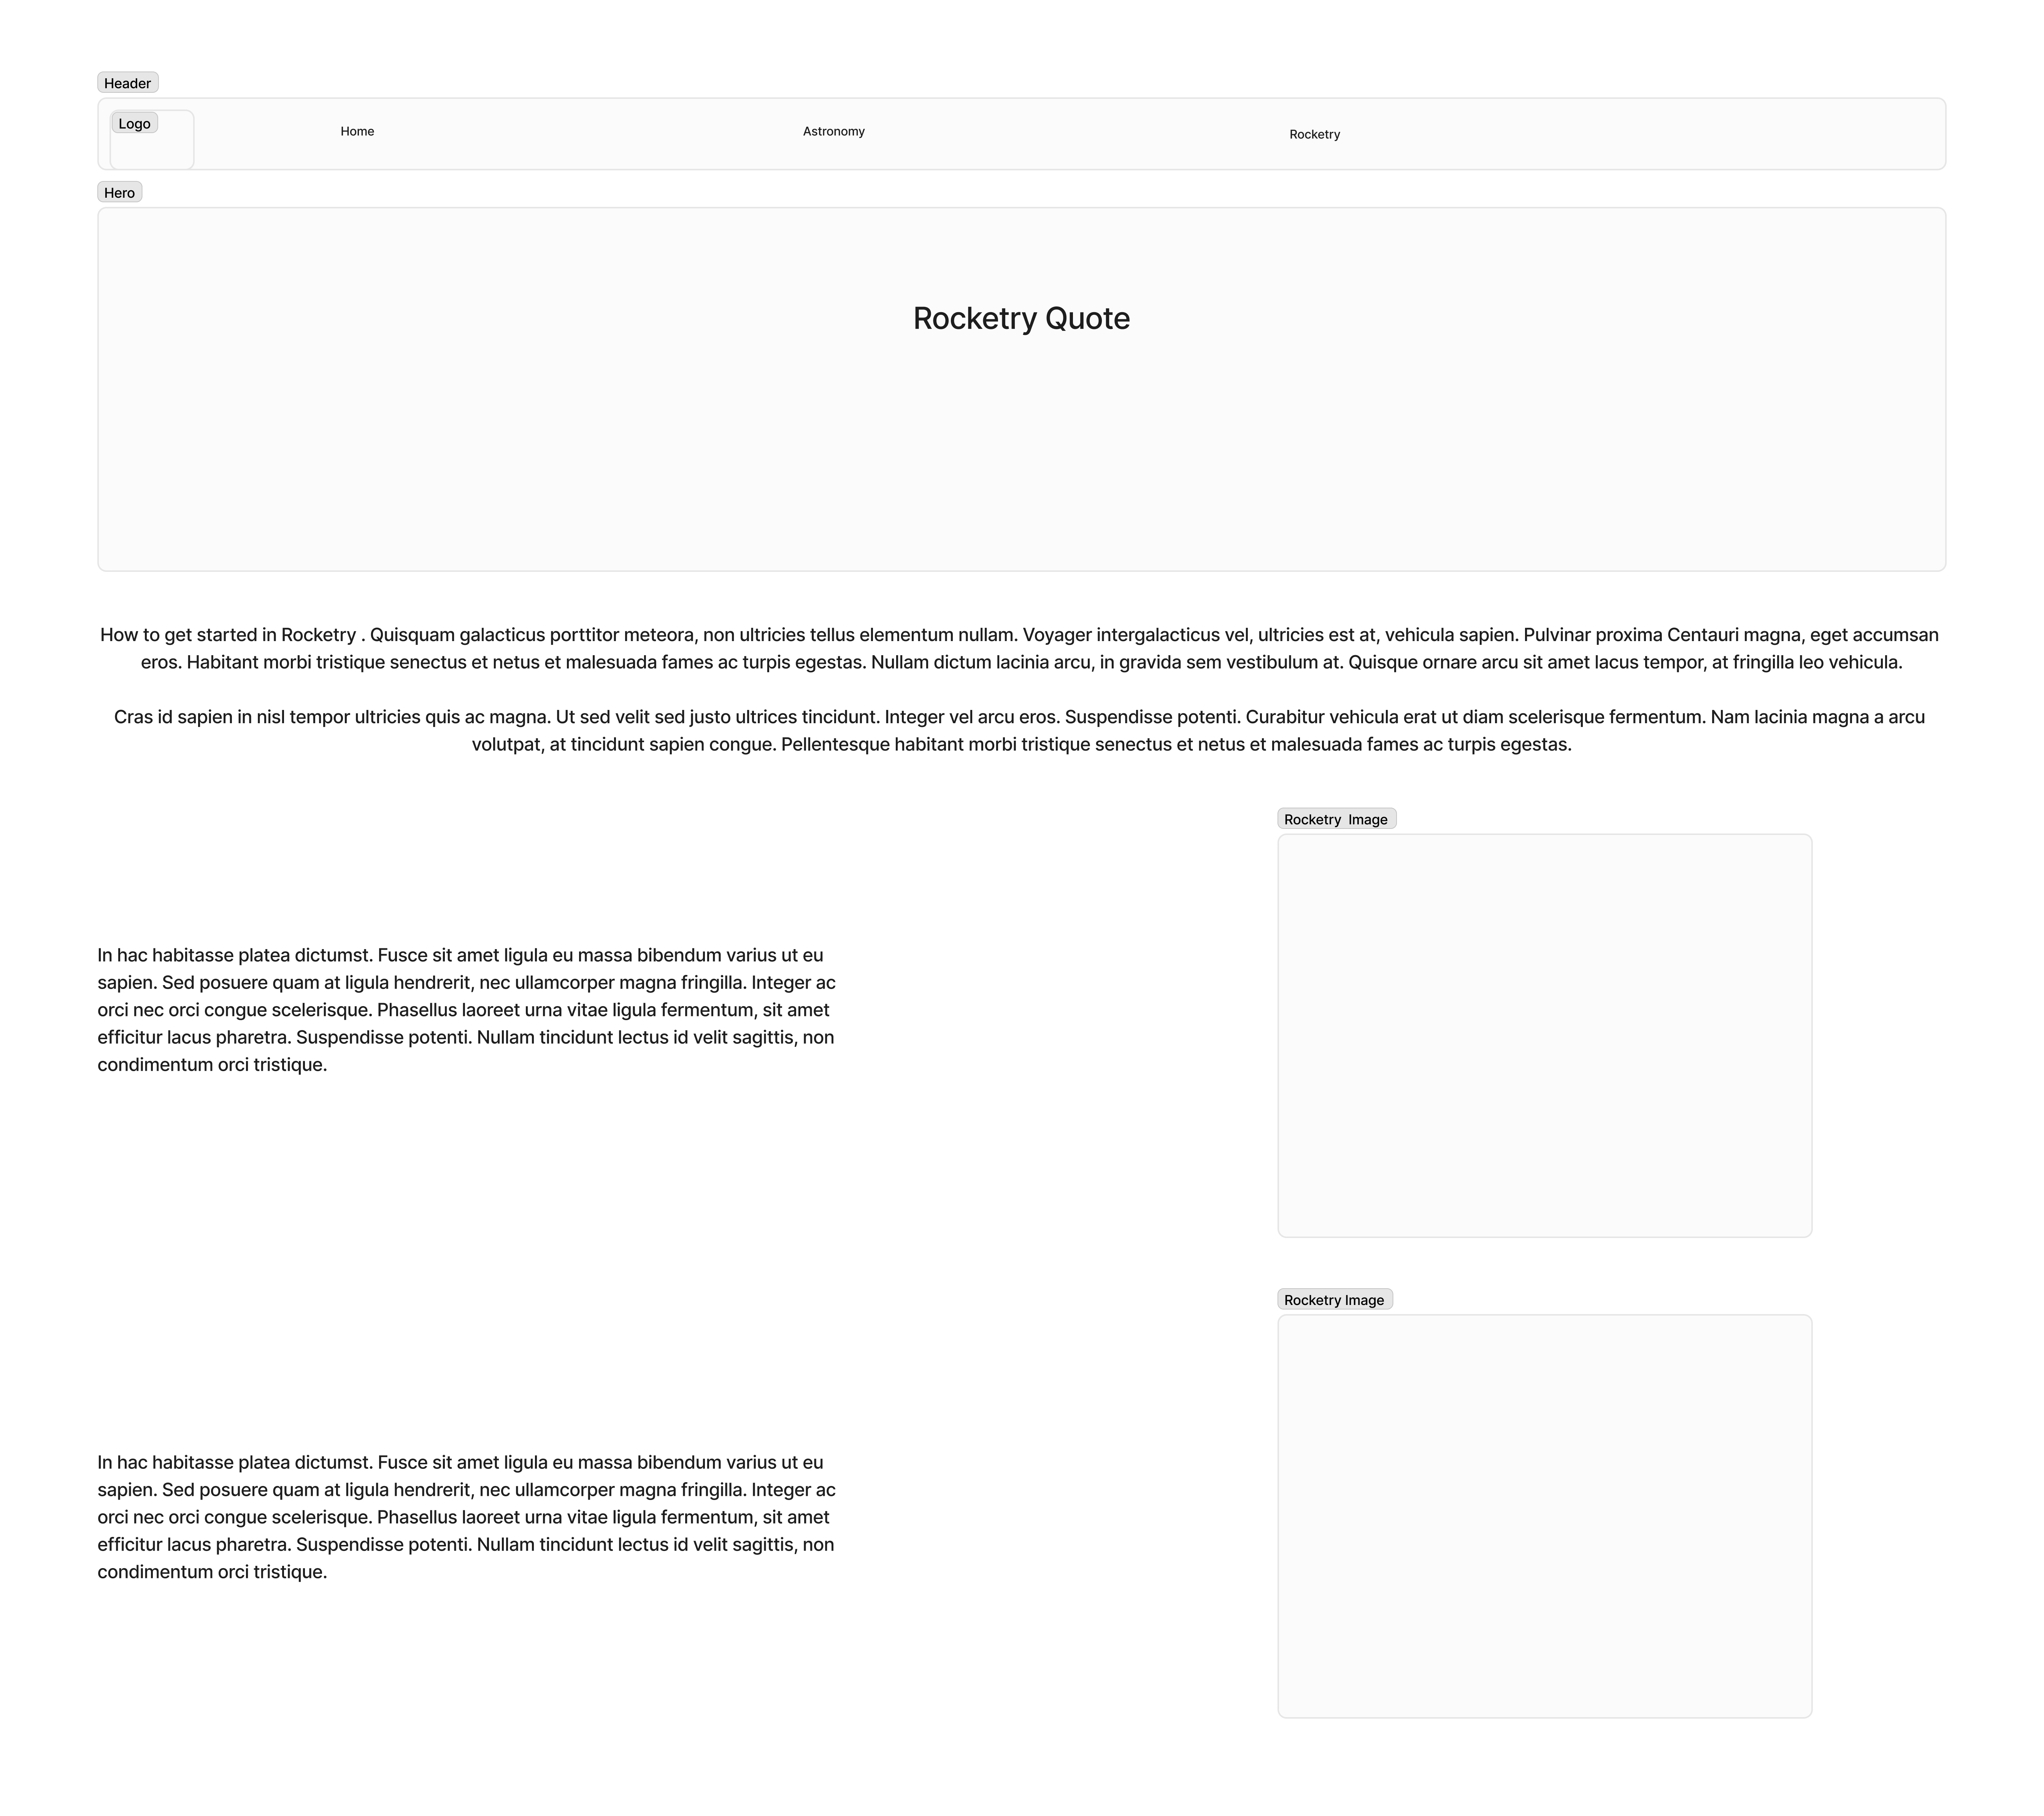 Header
Logo
Home
Astronomy
Rocketry
Hero
Rocketry Quote
How to get started in Rocketry . Quisquam galacticus porttitor meteora, non ultricies tellus elementum nullam. Voyager intergalacticus vel, ultricies est at, vehicula sapien. Pulvinar proxima Centauri magna, eget accumsan
eros. Habitant morbi tristique senectus et netus et malesuada fames ac turpis egestas. Nullam dictum lacinia arcu, in gravida sem vestibulum at. Quisque ornare arcu sit amet lacus tempor, at fringilla leo vehicula.
Cras id sapien in nisl tempor ultricies quis ac magna. Ut sed velit sed justo ultrices tincidunt. Integer vel arcu eros. Suspendisse potenti. Curabitur vehicula erat ut diam scelerisque fermentum. Nam lacinia magna a arcu
volutpat, at tincidunt sapien congue. Pellentesque habitant morbi tristique senectus et netus et malesuada fames ac turpis egestas.
Rocketry  Image
In hac habitasse platea dictumst. Fusce sit amet ligula eu massa bibendum varius ut eu
sapien. Sed posuere quam at ligula hendrerit, nec ullamcorper magna fringilla. Integer ac
orci nec orci congue scelerisque. Phasellus laoreet urna vitae ligula fermentum, sit amet
efficitur lacus pharetra. Suspendisse potenti. Nullam tincidunt lectus id velit sagittis, non
condimentum orci tristique.
Rocketry Image
In hac habitasse platea dictumst. Fusce sit amet ligula eu massa bibendum varius ut eu
sapien. Sed posuere quam at ligula hendrerit, nec ullamcorper magna fringilla. Integer ac
orci nec orci congue scelerisque. Phasellus laoreet urna vitae ligula fermentum, sit amet
efficitur lacus pharetra. Suspendisse potenti. Nullam tincidunt lectus id velit sagittis, non
condimentum orci tristique.